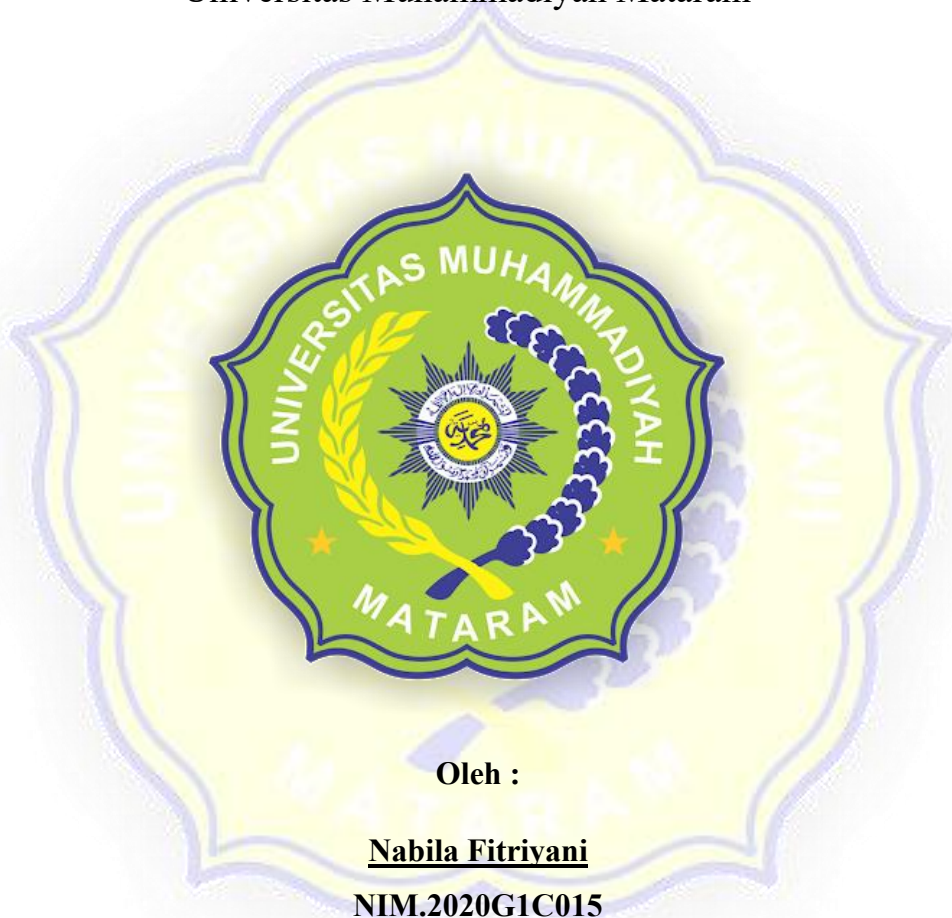 Universitas Muhammadiyah Mataram
UNIVERSITAS MUHAMMADIYAH
MATARAM
Oleh :
Nabila Fitriyani
NIM.2020G1C015